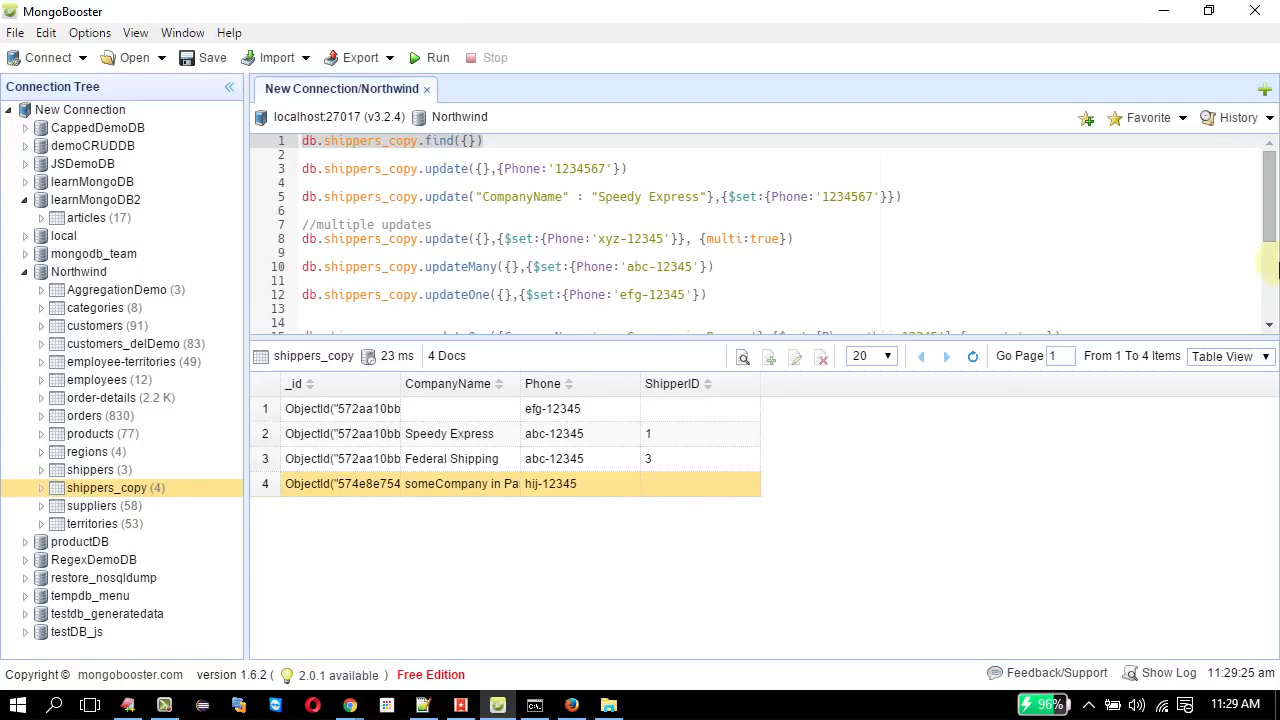 MongoBooster
File Edit Options View Window Help
Connect Open Save Import Export Run Stop
Connection Tree
New Connection
CappedDemoDB
demoCRUDDB
JSDemoDB
learnMongoDB
learnMongoDB2
articles (17)
local
mongodb_team
Northwind
AggregationDemo (3)
categories (8)
customers (91)
customers_delDemo (83)
employee-territories (49)
employees (12)
order-details (2.2 K)
orders (830)
products (77)
regions (4)
shippers (3)
shippers_copy (4)
suppliers (58)
territories (53)
productDB
RegexDemoDB
restore_nosqldump
tempdb_menu
testdb_generatedata
testDB_js
New Connection/Northwind ×
localhost:27017 (v3.2.4) Northwind Favorite History
1 db.shippers_copy.find({})
2
3 db.shippers_copy.update({},{Phone:'1234567'})
4
5 db.shippers_copy.update("CompanyName" : "Speedy Express"},{$set:{Phone:'1234567'}})
6
7 //multiple updates
8 db.shippers_copy.update({},{$set:{Phone:'xyz-12345'}}, {multi:true})
9
10 db.shippers_copy.updateMany({},{$set:{Phone:'abc-12345'})
11
12 db.shippers_copy.updateOne({},{$set:{Phone:'efg-12345'})
13
14
shippers_copy 23 ms 4 Docs 20 Go Page 1 From 1 To 4 Items Table View
_id CompanyName Phone ShipperID
1 ObjectId("572aa10bb efg-12345
2 ObjectId("572aa10bb Speedy Express abc-12345 1
3 ObjectId("572aa10bb Federal Shipping abc-12345 3
4 ObjectId("574e8e754 someCompany in Pa hij-12345
Copyright © mongobooster.com version 1.6.2 ( 2.0.1 available ) Free Edition Feedback/Support Show Log 11:29:25 am
96% 11:29 AM